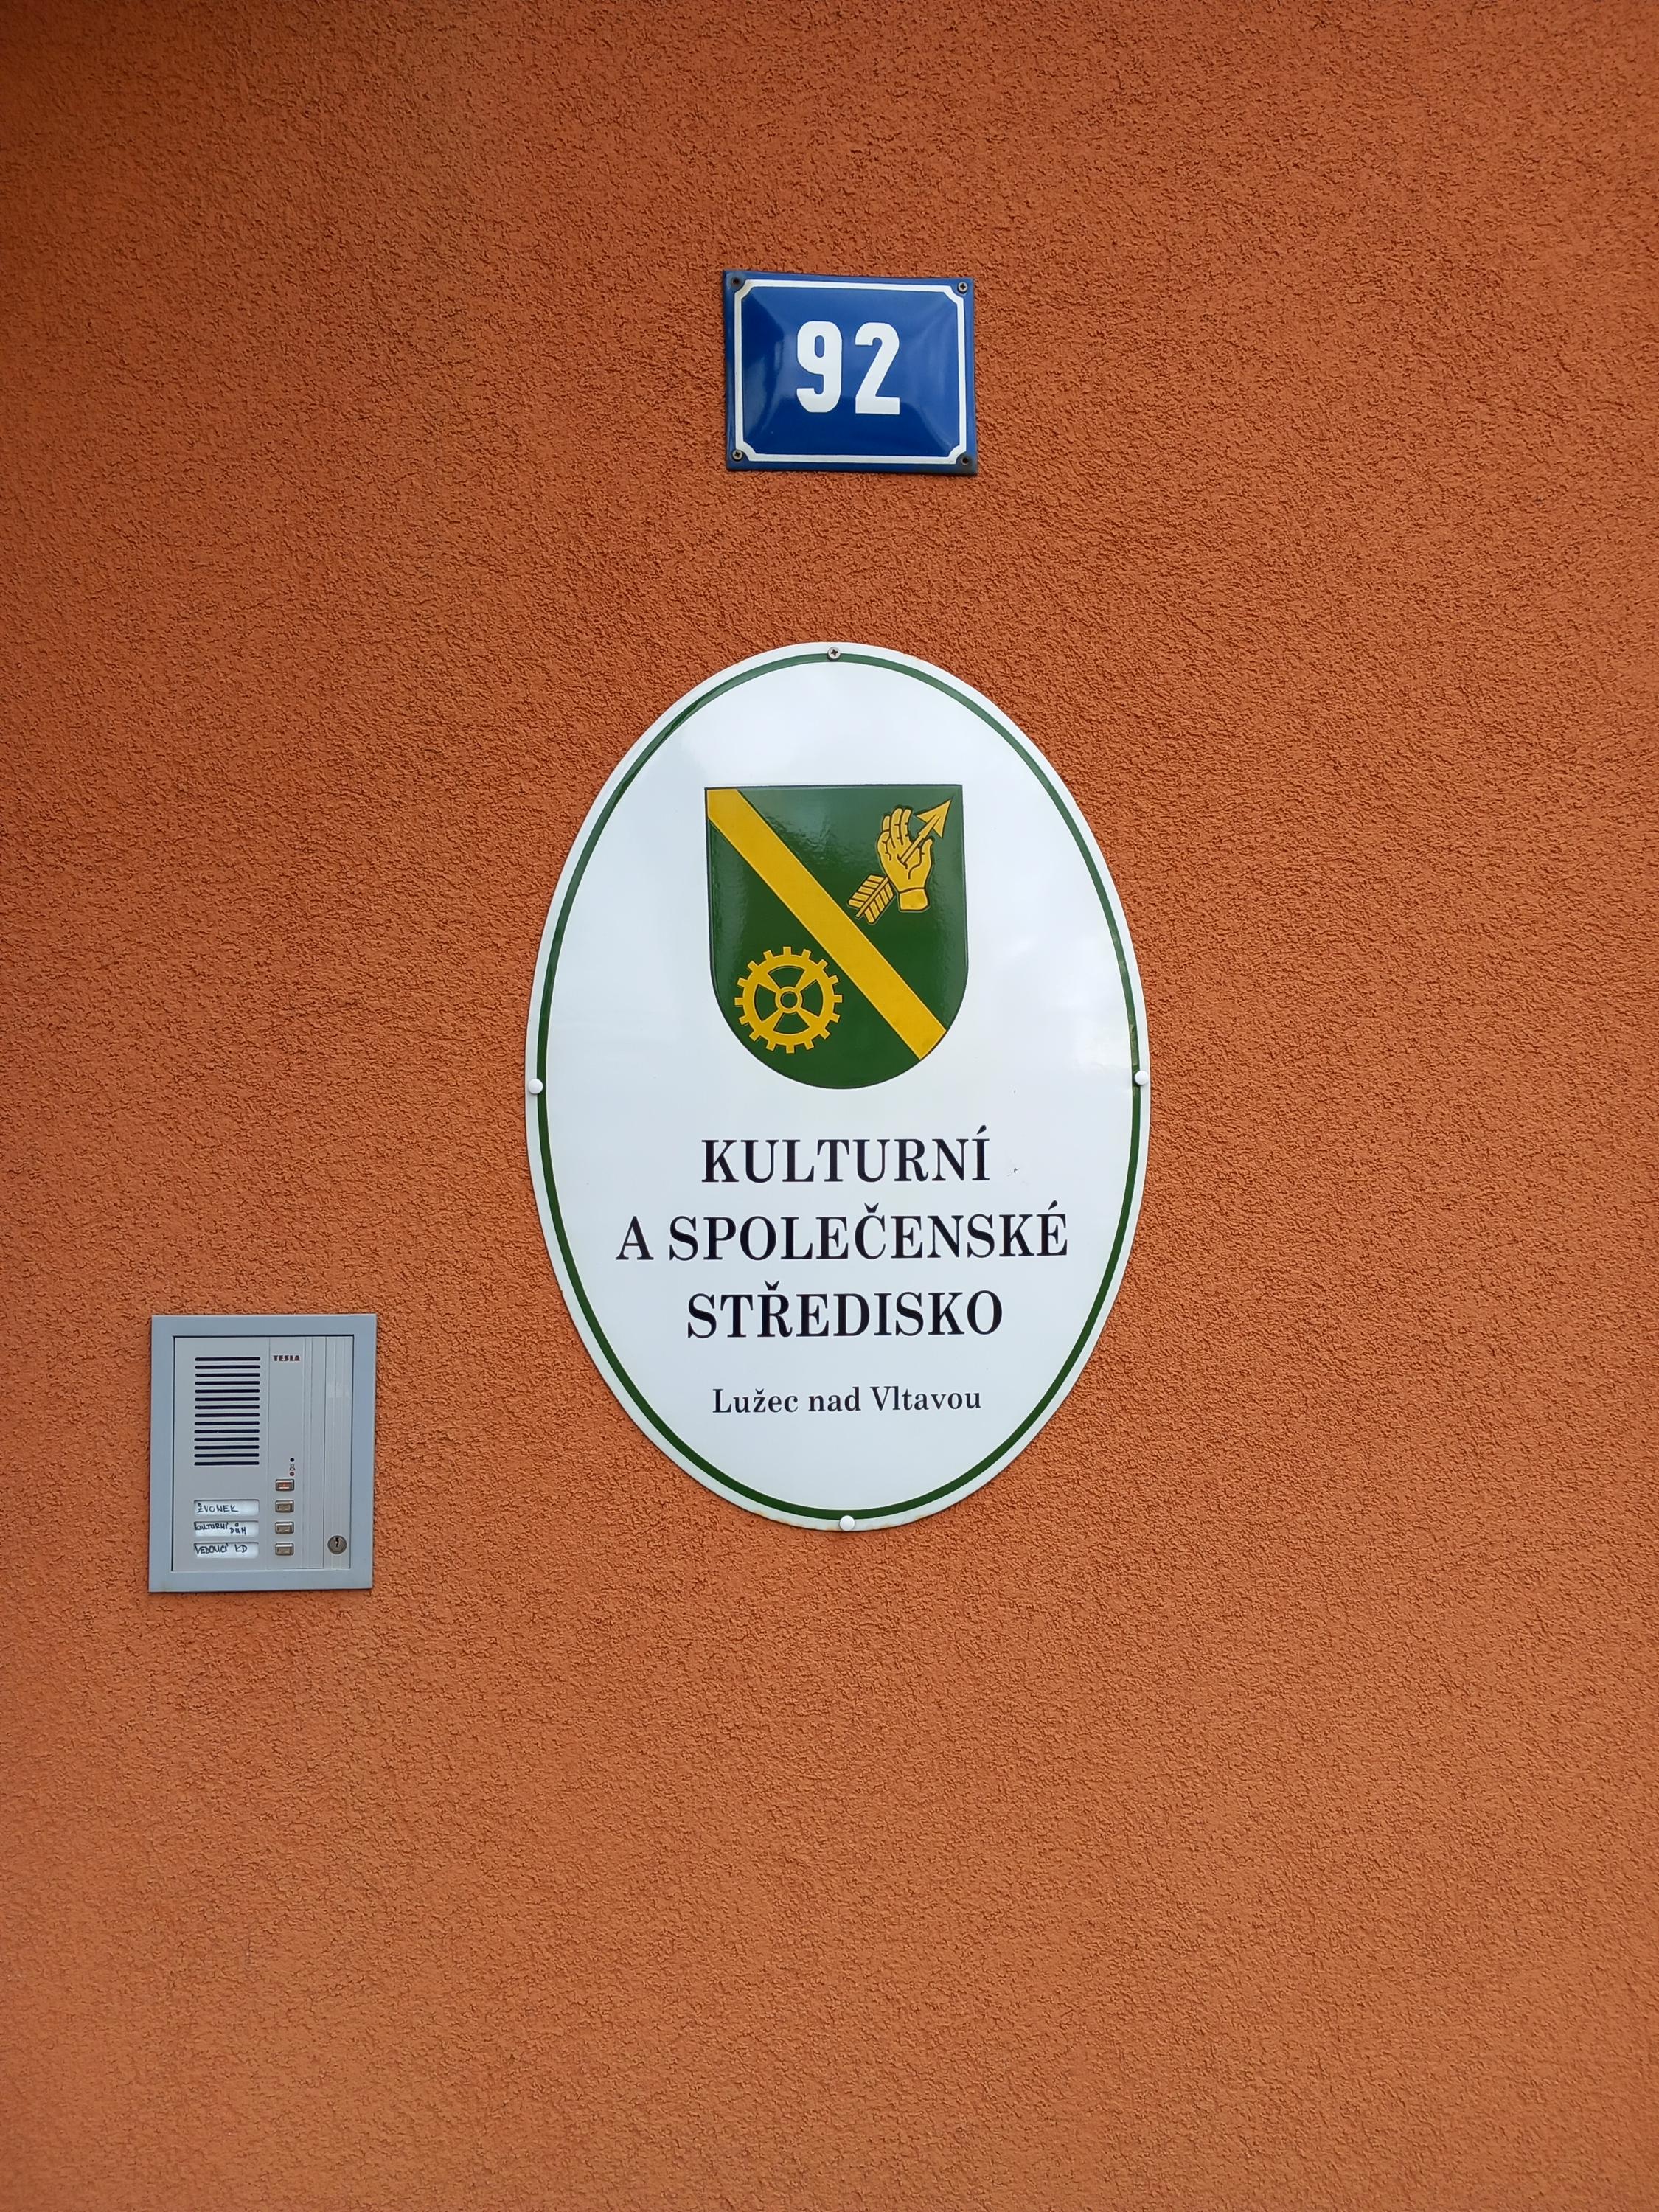 92
KULTURNÍ
A SPOLEČENSKÉ
STŘEDISKO
Lužec nad Vltavou
TESLA
ZVONEK
KULTURNÍ DŮM
VEDOUCÍ KD